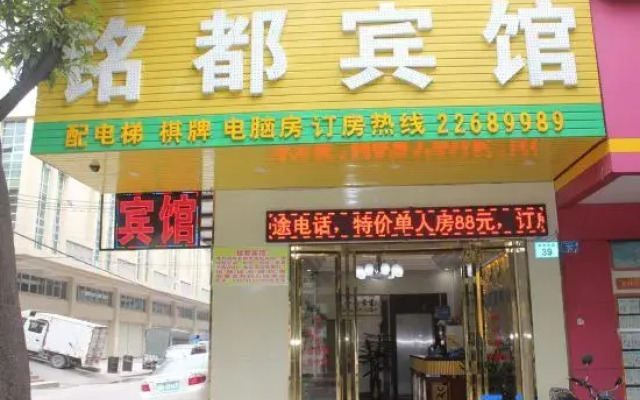 铭都宾馆
配电梯 棋牌 电脑房 订房热线 22689989
宾馆
途电话，特价单人房88元，订房
39